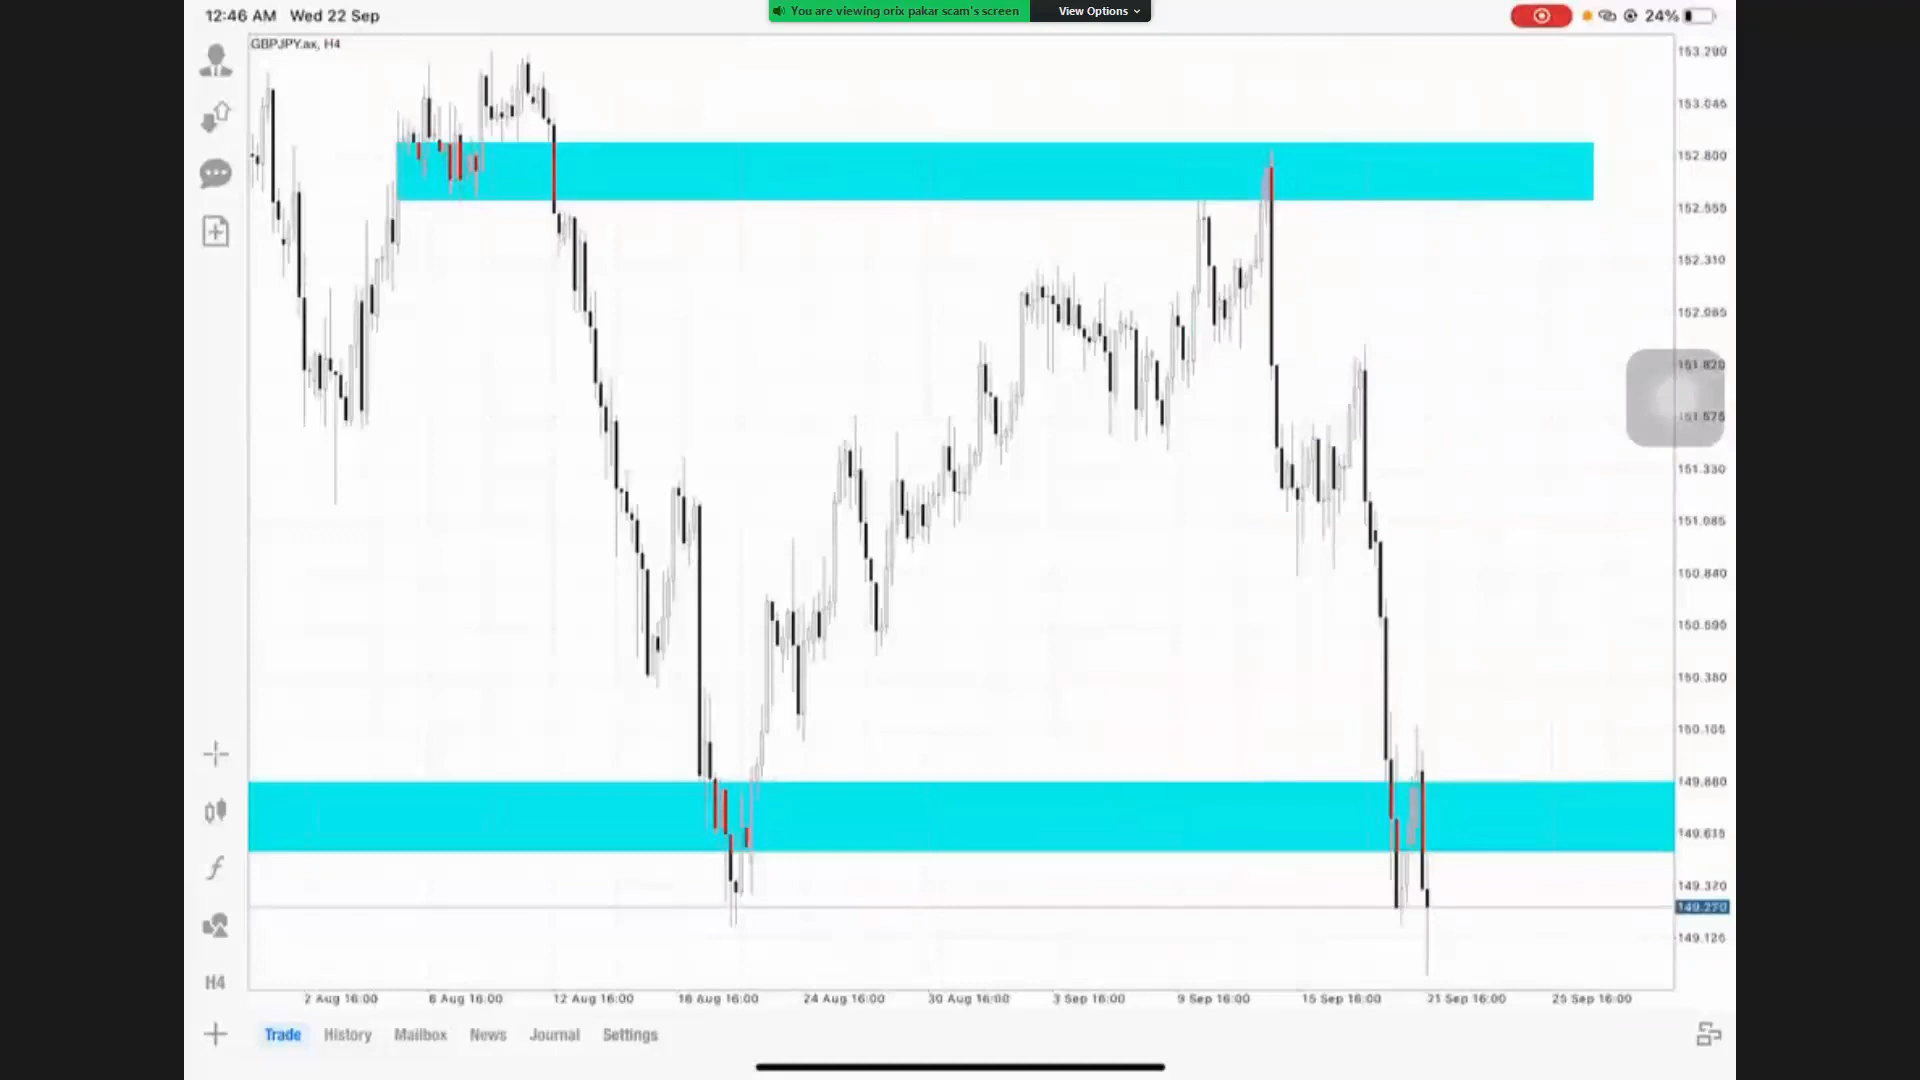 12:46 AM Wed 22 Sep
You are viewing orix pakar scam's screen
View Options
24%
GBPJPY.ax, H4
153.290
153.045
152.800
152.555
152.310
152.065
151.820
151.575
151.330
151.085
150.840
150.595
150.350
150.105
149.860
149.615
149.320
149.270
149.125
H4
2 Aug 16:00
6 Aug 16:00
12 Aug 16:00
18 Aug 16:00
24 Aug 16:00
30 Aug 16:00
3 Sep 16:00
9 Sep 16:00
15 Sep 16:00
21 Sep 16:00
25 Sep 16:00
Trade
History
Mailbox
News
Journal
Settings